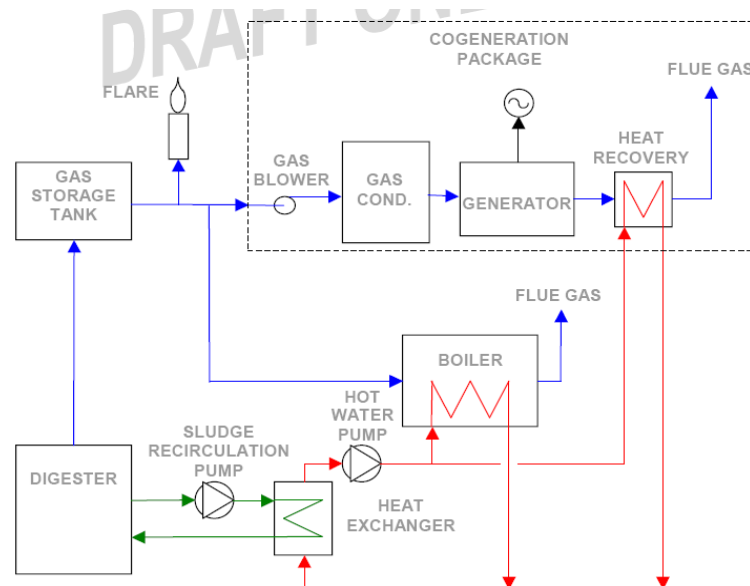 DRAFT ON
COGENERATION
PACKAGE
FLUE GAS
FLARE
HEAT
RECOVERY
GAS
BLOWER
GAS
COND.
GENERATOR
GAS
STORAGE
TANK
FLUE GAS
BOILER
HOT
WATER
PUMP
SLUDGE
RECIRCULATION
PUMP
DIGESTER
HEAT
EXCHANGER